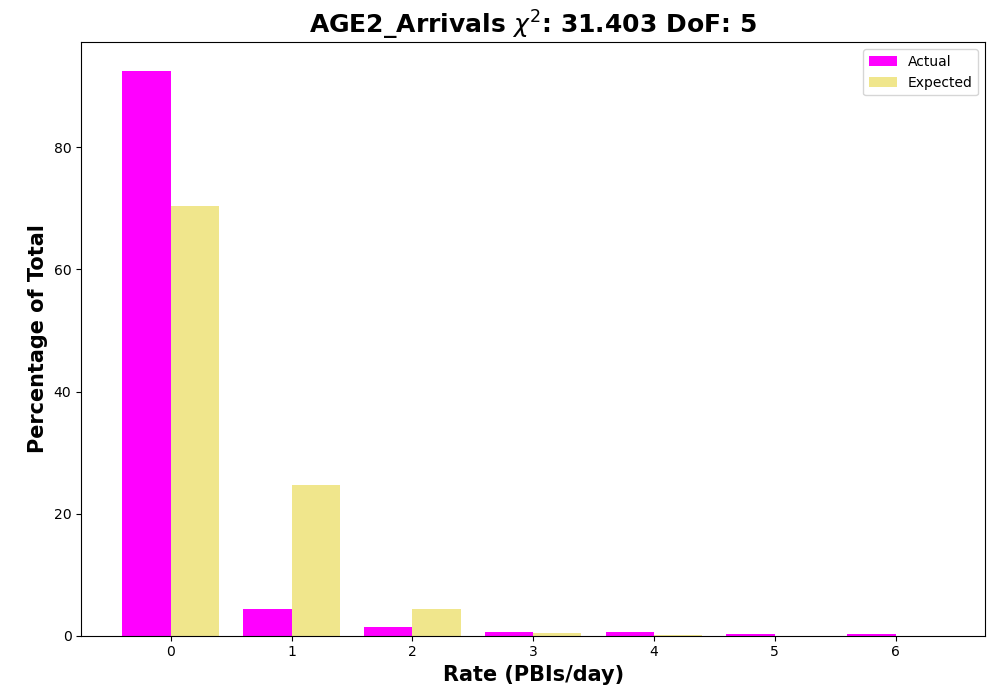 AGE2_Arrivals χ²: 31.403 DoF: 5
Actual
Expected
Percentage of Total
80
60
40
20
0
0 1 2 3 4 5 6
Rate (PBIs/day)